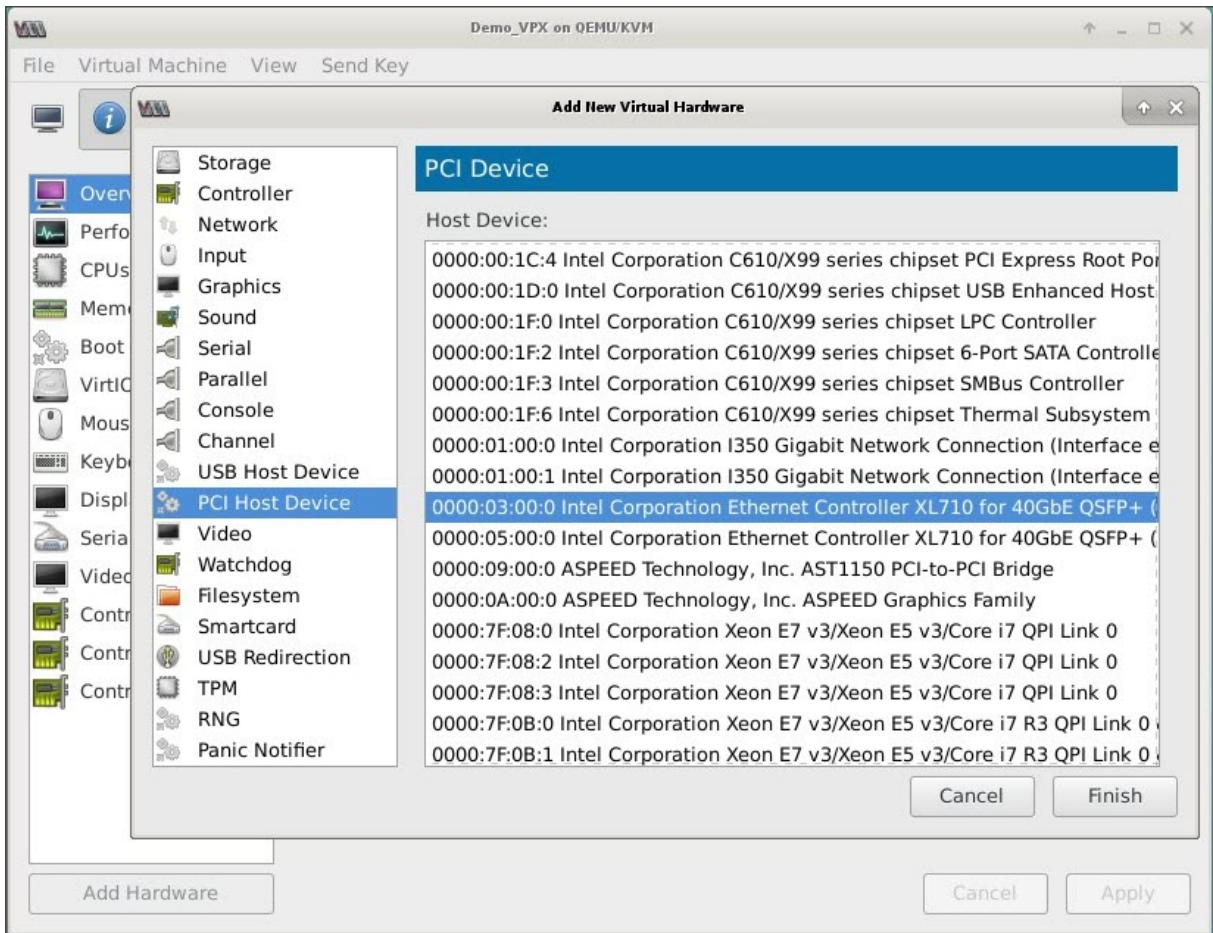 Demo_VPX on QEMU/KVM
File Virtual Machine View Send Key
Add New Virtual Hardware
Overv
Perfo
CPUs
Mem
Boot
VirtIO
Mous
Keyb
Displ
Seria
Video
Contr
Contr
Contr
Storage
Controller
Network
Input
Graphics
Sound
Serial
Parallel
Console
Channel
USB Host Device
PCI Host Device
Video
Watchdog
Filesystem
Smartcard
USB Redirection
TPM
RNG
Panic Notifier
PCI Device
Host Device:
0000:00:1C:4 Intel Corporation C610/X99 series chipset PCI Express Root Por
0000:00:1D:0 Intel Corporation C610/X99 series chipset USB Enhanced Host
0000:00:1F:0 Intel Corporation C610/X99 series chipset LPC Controller
0000:00:1F:2 Intel Corporation C610/X99 series chipset 6-Port SATA Controlle
0000:00:1F:3 Intel Corporation C610/X99 series chipset SMBus Controller
0000:00:1F:6 Intel Corporation C610/X99 series chipset Thermal Subsystem
0000:01:00:0 Intel Corporation I350 Gigabit Network Connection (Interface e
0000:01:00:1 Intel Corporation I350 Gigabit Network Connection (Interface e
0000:03:00:0 Intel Corporation Ethernet Controller XL710 for 40GbE QSFP+ (
0000:05:00:0 Intel Corporation Ethernet Controller XL710 for 40GbE QSFP+ (
0000:09:00:0 ASPEED Technology, Inc. AST1150 PCI-to-PCI Bridge
0000:0A:00:0 ASPEED Technology, Inc. ASPEED Graphics Family
0000:7F:08:0 Intel Corporation Xeon E7 v3/Xeon E5 v3/Core i7 QPI Link 0
0000:7F:08:2 Intel Corporation Xeon E7 v3/Xeon E5 v3/Core i7 QPI Link 0
0000:7F:08:3 Intel Corporation Xeon E7 v3/Xeon E5 v3/Core i7 QPI Link 0
0000:7F:0B:0 Intel Corporation Xeon E7 v3/Xeon E5 v3/Core i7 R3 QPI Link 0
0000:7F:0B:1 Intel Corporation Xeon E7 v3/Xeon E5 v3/Core i7 R3 QPI Link 0
Cancel Finish
Add Hardware
Cancel Apply